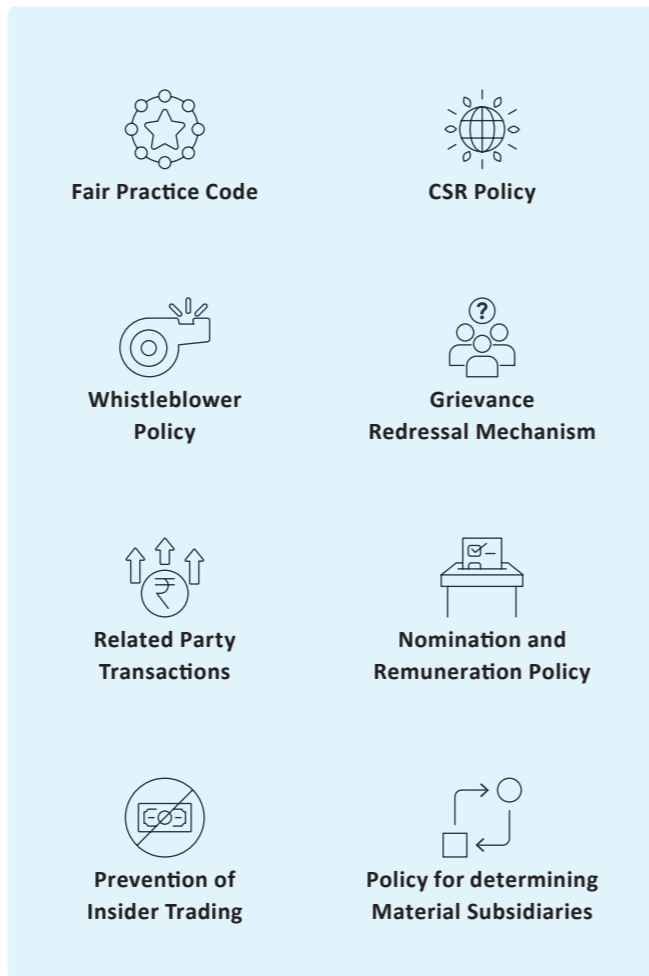 Fair Practice Code
CSR Policy
Whistleblower
Policy
?
Grievance
Redressal Mechanism
₹
Related Party
Transactions
Nomination and
Remuneration Policy
Prevention of
Insider Trading
Policy for determining
Material Subsidiaries